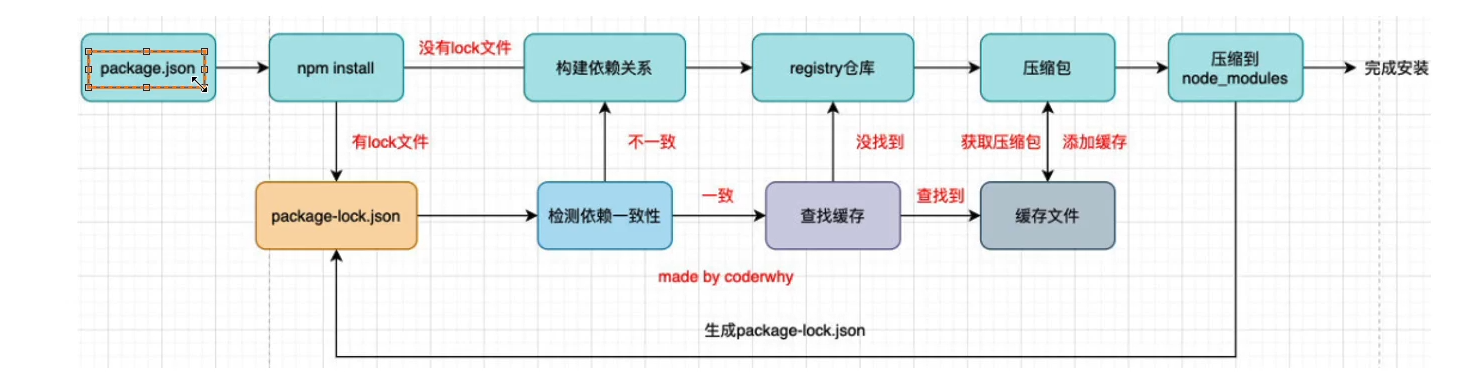 没有lock文件
package.json
npm install
构建依赖关系
registry仓库
压缩包
压缩到
node_modules
完成安装
有lock文件
不一致
没找到
获取压缩包
添加缓存
package-lock.json
检测依赖一致性
一致
查找缓存
查找到
缓存文件
made by coderwhy
生成package-lock.json